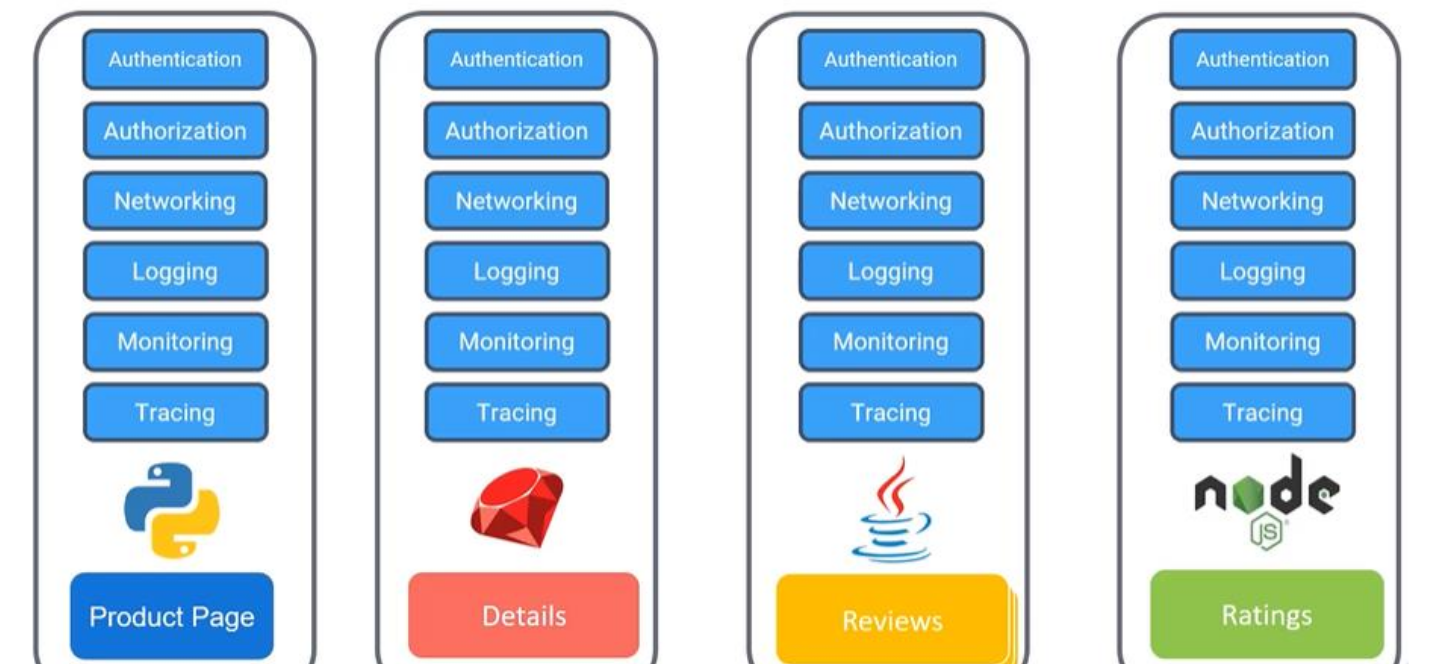 Authentication
Authorization
Networking
Logging
Monitoring
Tracing
Product Page
Authentication
Authorization
Networking
Logging
Monitoring
Tracing
Details
Authentication
Authorization
Networking
Logging
Monitoring
Tracing
Reviews
Authentication
Authorization
Networking
Logging
Monitoring
Tracing
node
JS
Ratings